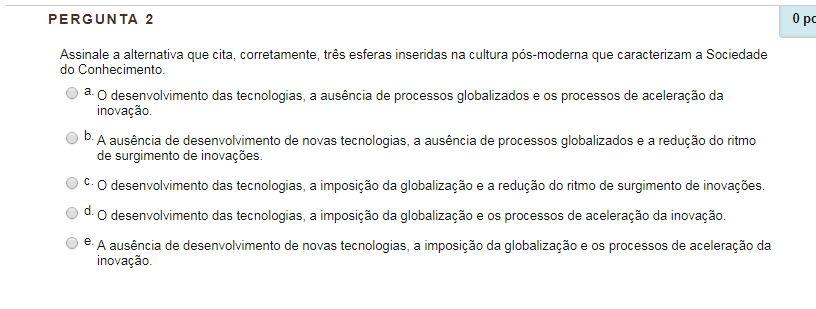 PERGUNTA 2
0 po
Assinale a alternativa que cita, corretamente, três esferas inseridas na cultura pós-moderna que caracterizam a Sociedade
do Conhecimento.
a. O desenvolvimento das tecnologias, a ausência de processos globalizados e os processos de aceleração da
inovação.
b. A ausência de desenvolvimento de novas tecnologias, a ausência de processos globalizados e a redução do ritmo
de surgimento de inovações.
c. O desenvolvimento das tecnologias, a imposição da globalização e a redução do ritmo de surgimento de inovações.
d. O desenvolvimento das tecnologias, a imposição da globalização e os processos de aceleração da inovação.
e. A ausência de desenvolvimento de novas tecnologias, a imposição da globalização e os processos de aceleração da
inovação.